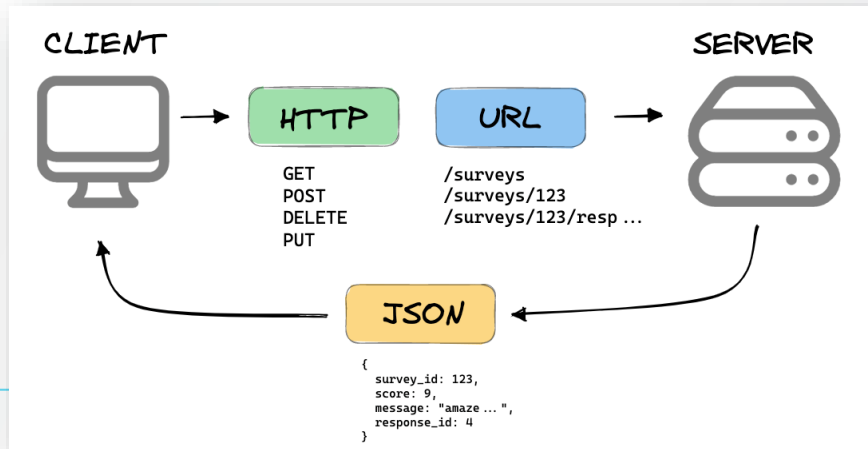 CLIENT
SERVER
HTTP
URL
GET
POST
DELETE
PUT
/surveys
/surveys/123
/surveys/123/resp...
JSON
{
survey_id: 123,
score: 9,
message: "amaze...",
response_id: 4
}